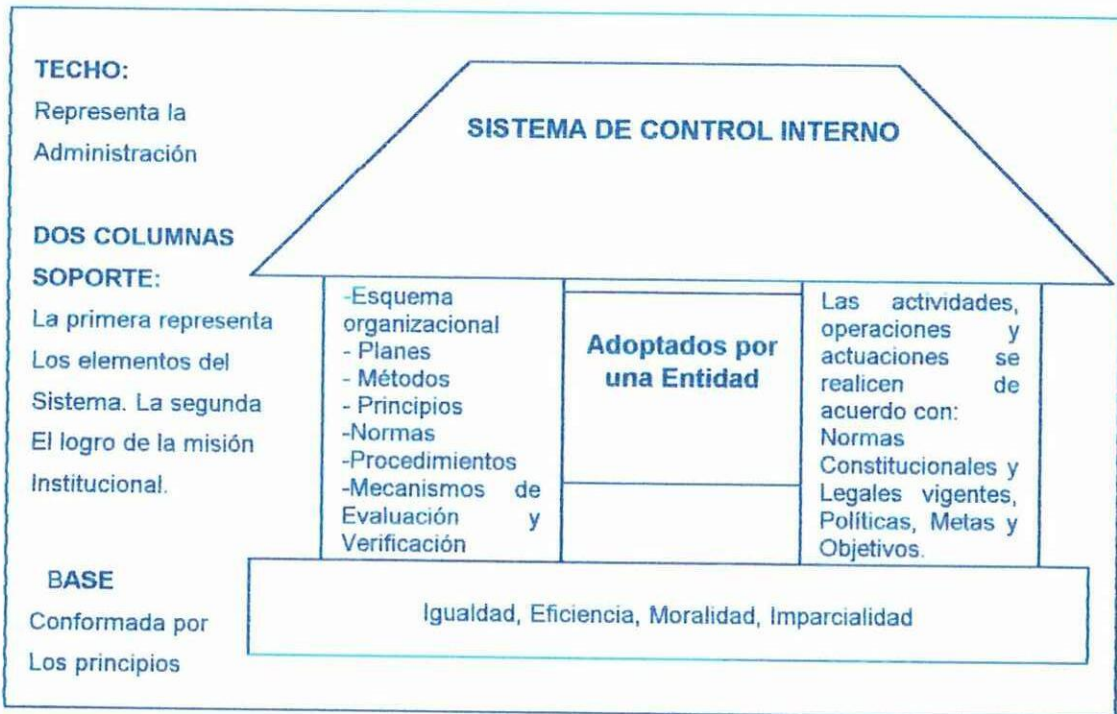 TECHO:
Representa la
Administración
DOS COLUMNAS
SOPORTE:
La primera representa
Los elementos del
Sistema. La segunda
El logro de la misión
Institucional.
BASE
Conformada por
Los principios
SISTEMA DE CONTROL INTERNO
-Esquema
organizacional
- Planes
- Métodos
- Principios
-Normas
-Procedimientos
-Mecanismos de
Evaluación y
Verificación
Adoptados por
una Entidad
Las actividades,
operaciones y
actuaciones se
realicen de
acuerdo con:
Normas
Constitucionales y
Legales vigentes,
Políticas, Metas y
Objetivos.
Igualdad, Eficiencia, Moralidad, Imparcialidad